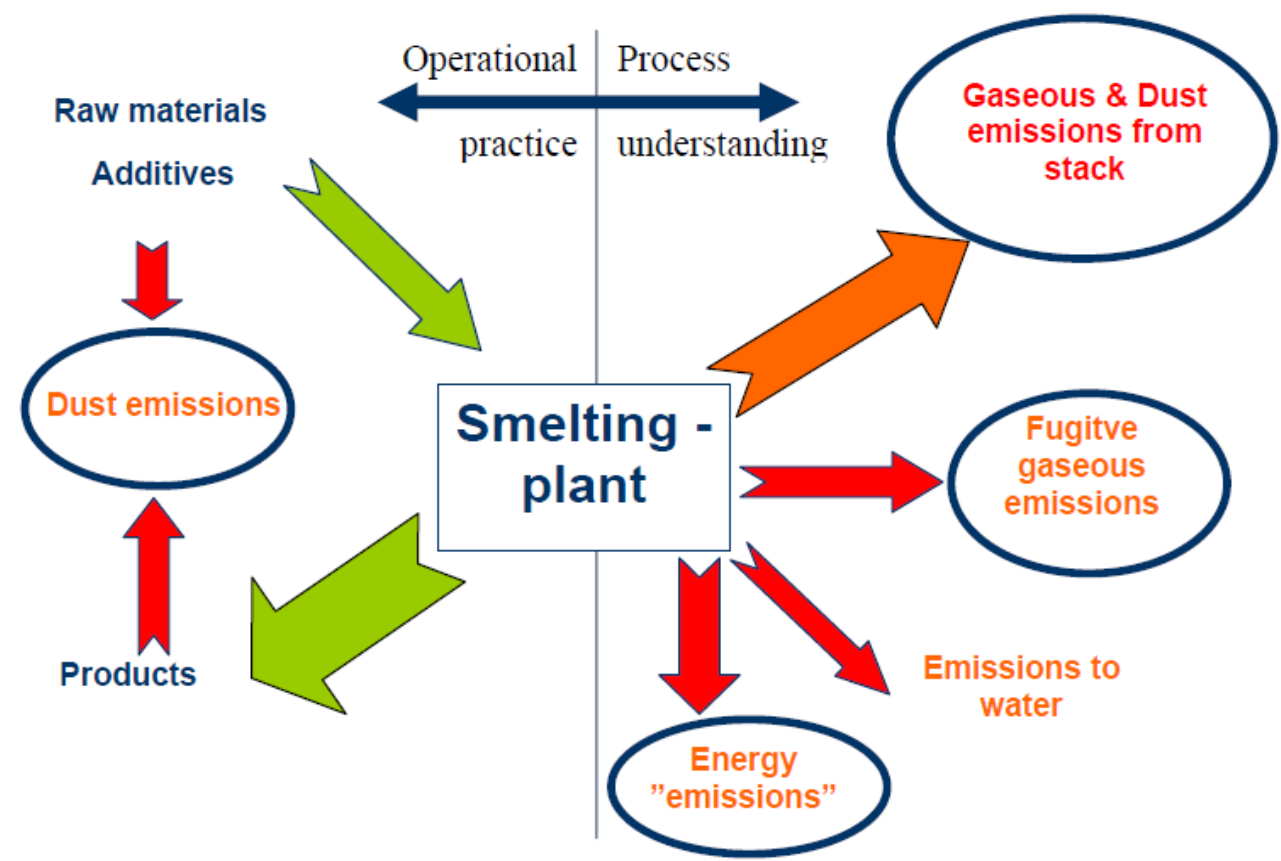 Operational Process
practice understanding
Raw materials
Additives
Gaseous & Dust
emissions from
stack
Dust emissions
Smelting -
plant
Fugitve
gaseous
emissions
Products
Emissions to
water
Energy
”emissions”